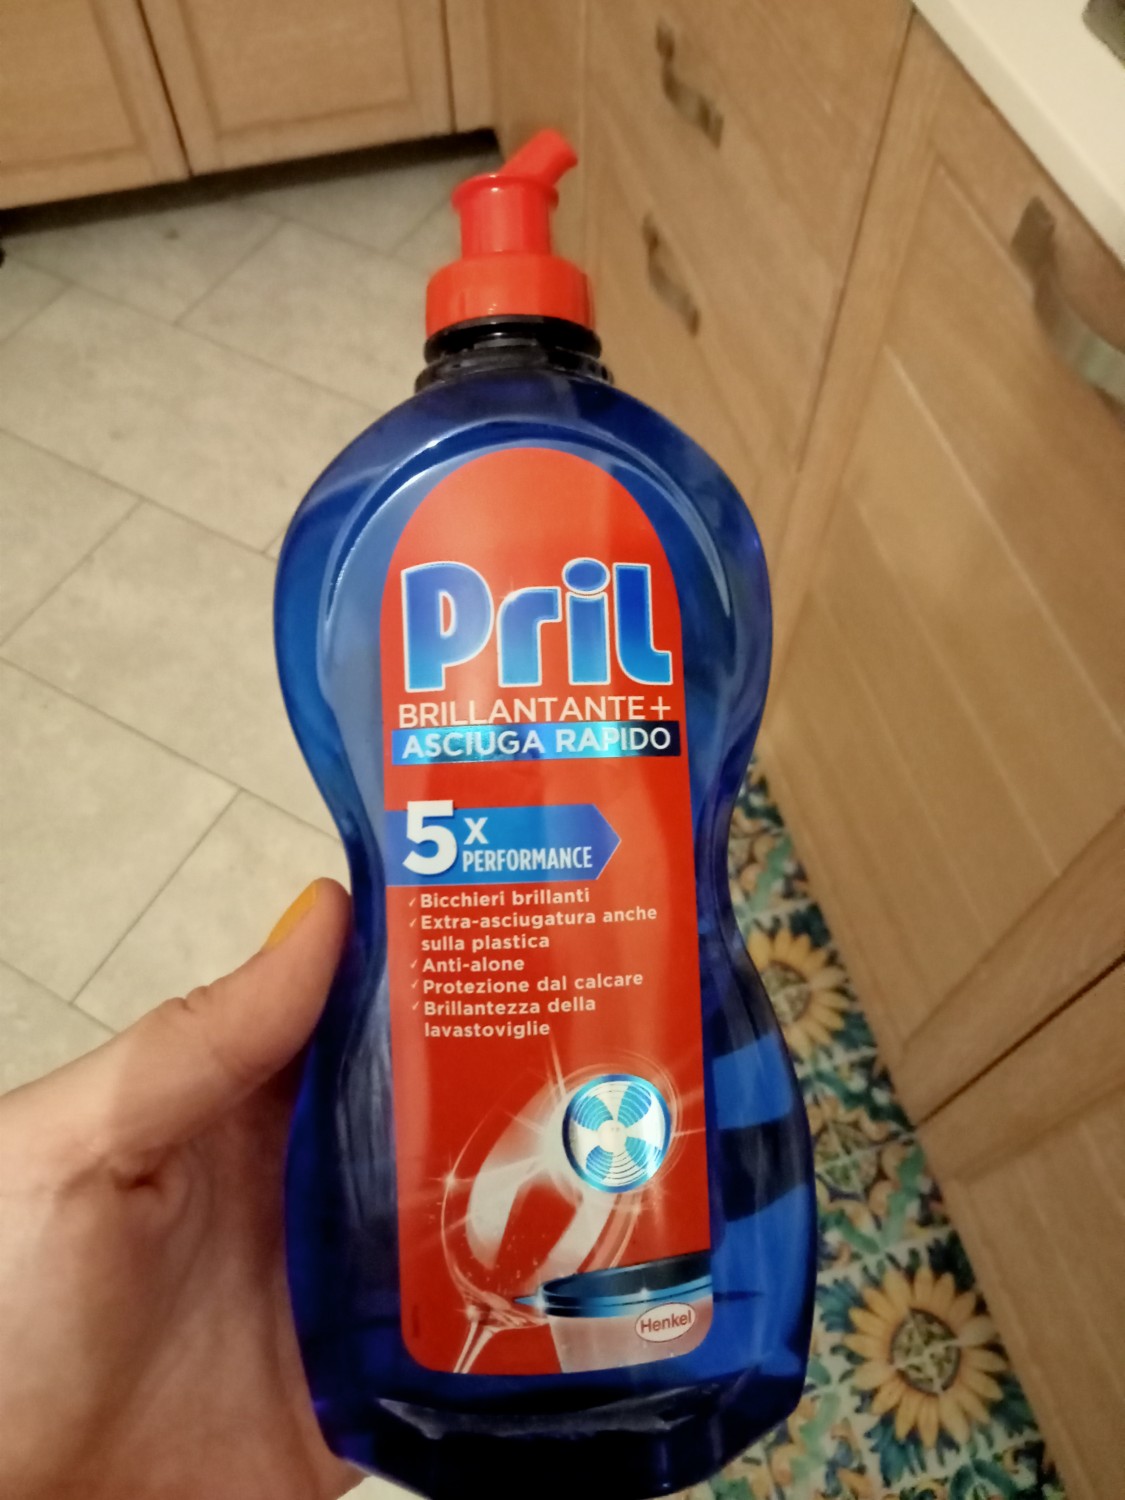 Pril
BRILLANTANTE+
ASCIUGA RAPIDO
5x
PERFORMANCE
Bicchieri brillanti
Extra-asciugatura anche
sulla plastica
Anti-alone
Protezione dal calcare
Brillantezza della
lavastoviglie
Henkel